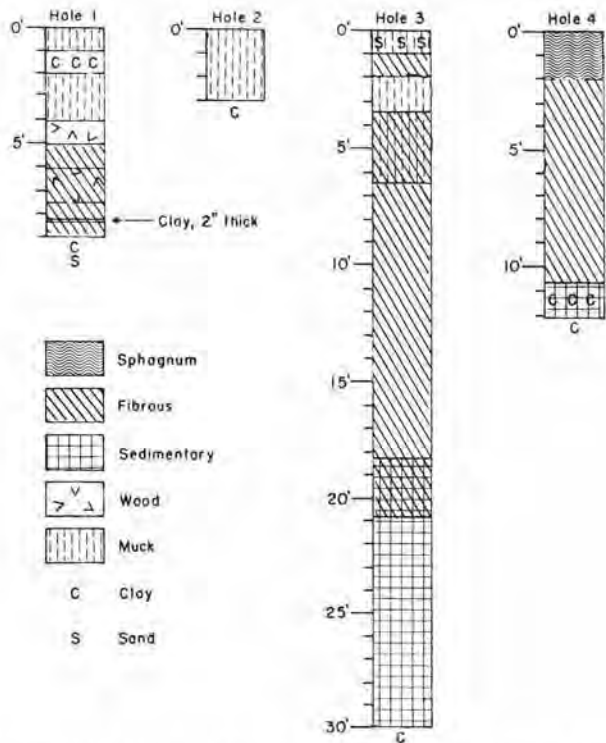 Hole 1
0'
C C C
5'
Clay, 2" thick
C
S
Hole 2
0'
C
Hole 3
0'
S S S
5'
10'
15'
20'
25'
30'
C
Hole 4
0'
5'
10'
C C C
C
Sphagnum
Fibrous
Sedimentary
Wood
Muck
C Clay
S Sand